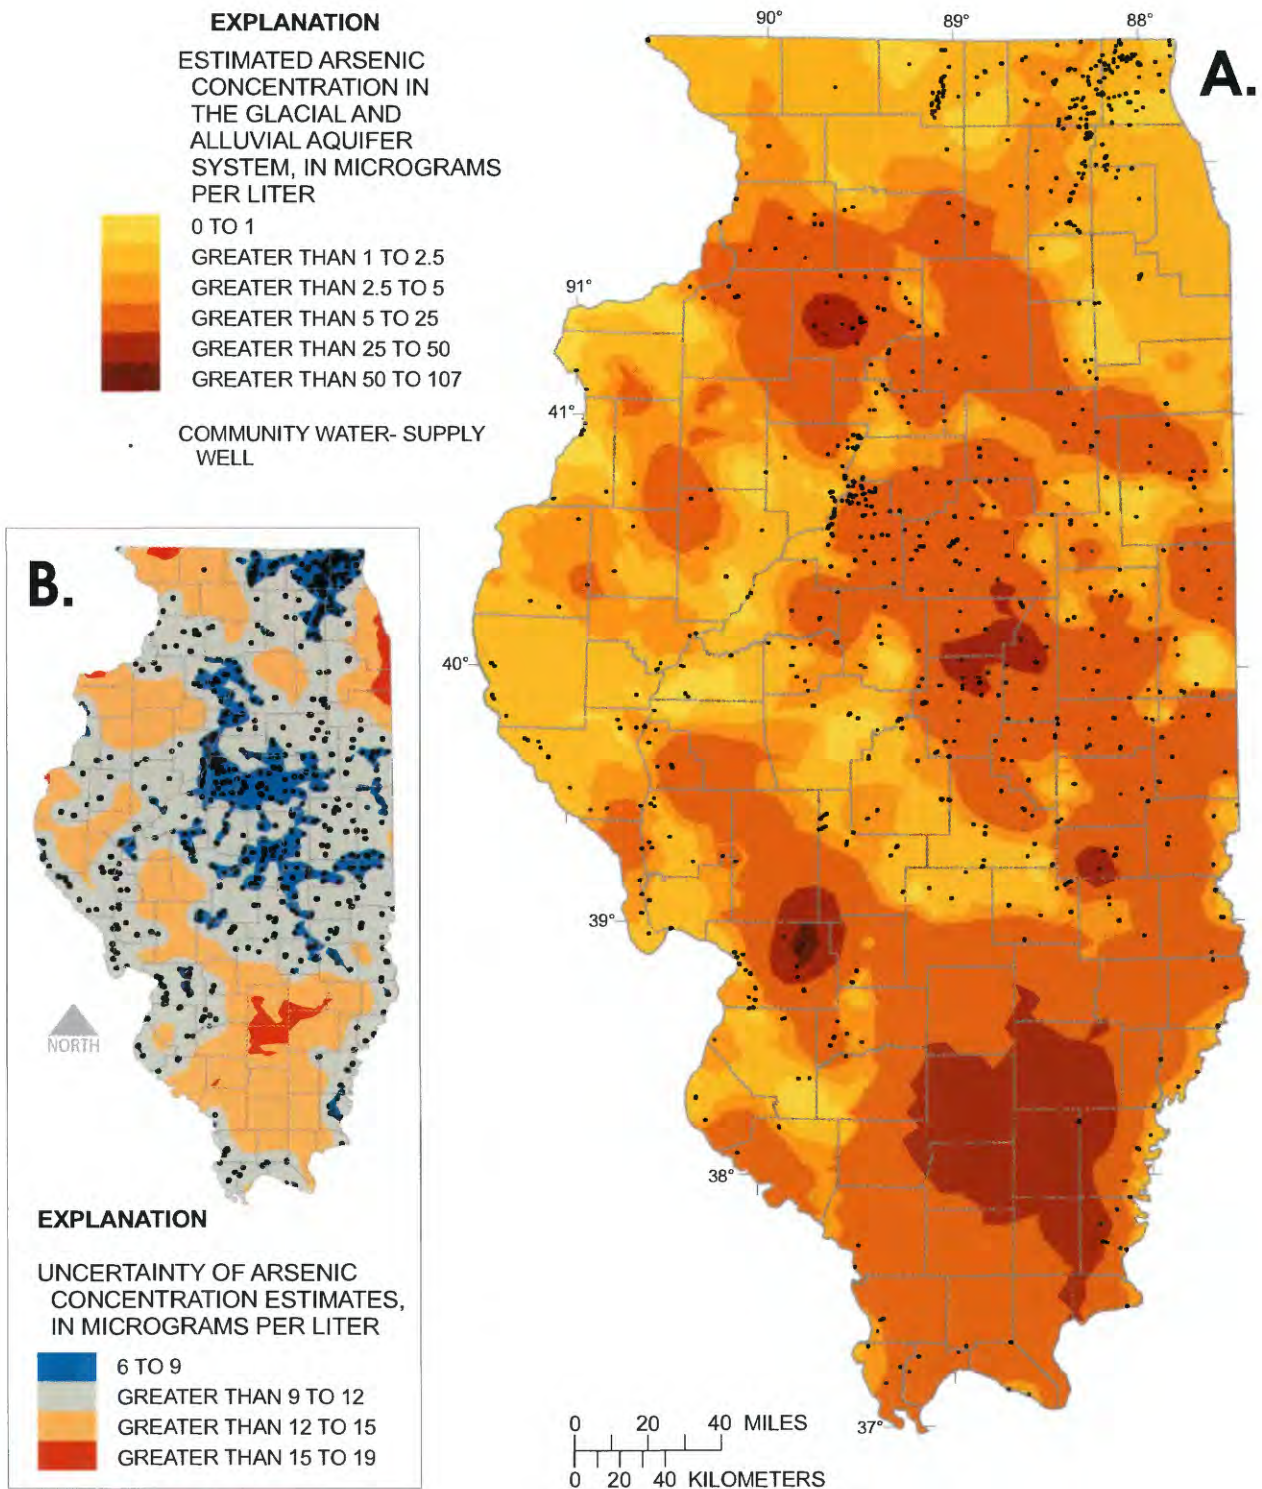 EXPLANATION
ESTIMATED ARSENIC
CONCENTRATION IN
THE GLACIAL AND
ALLUVIAL AQUIFER
SYSTEM, IN MICROGRAMS
PER LITER
0 TO 1
GREATER THAN 1 TO 2.5
GREATER THAN 2.5 TO 5
GREATER THAN 5 TO 25
GREATER THAN 25 TO 50
GREATER THAN 50 TO 107
COMMUNITY WATER- SUPPLY
WELL
A.
90°
89°
88°
91°
41°
40°
39°
38°
37°
0 20 40 MILES
0 20 40 KILOMETERS
B.
NORTH
EXPLANATION
UNCERTAINTY OF ARSENIC
CONCENTRATION ESTIMATES,
IN MICROGRAMS PER LITER
6 TO 9
GREATER THAN 9 TO 12
GREATER THAN 12 TO 15
GREATER THAN 15 TO 19